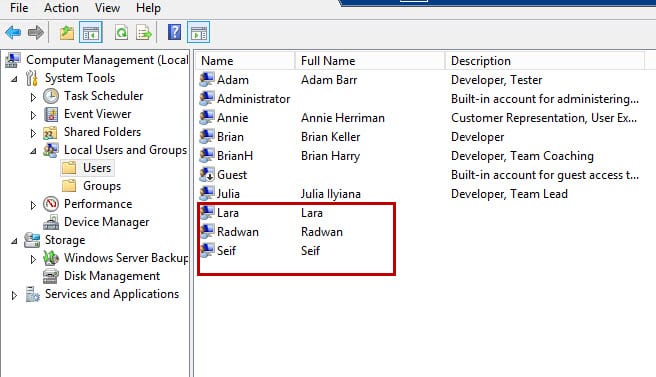 File Action View Help
Computer Management (Local
System Tools
Task Scheduler
Event Viewer
Shared Folders
Local Users and Groups
Users
Groups
Performance
Device Manager
Storage
Windows Server Backup
Disk Management
Services and Applications
Name Full Name Description
Adam Adam Barr Developer, Tester
Administrator Built-in account for administering...
Annie Annie Herriman Customer Representation, User Ex...
Brian Brian Keller Developer
BrianH Brian Harry Developer, Team Coaching
Guest Built-in account for guest access t...
Julia Julia Ilyiana Developer, Team Lead
Lara Lara
Radwan Radwan
Seif Seif